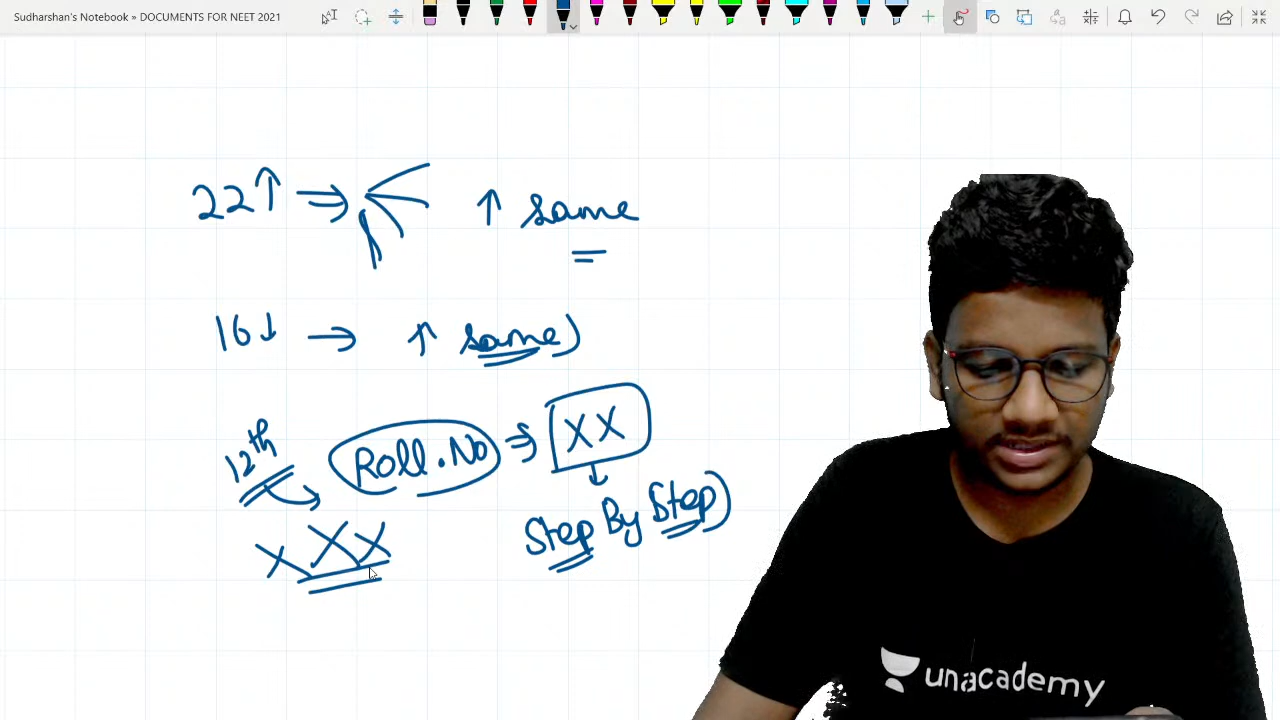 Sudharshan's Notebook » DOCUMENTS FOR NEET 2021
22↑ ⇒ ↑ same
16↓ → ↑ same)
12th Roll.No ⇒ XX
XXX
Step By Step)
unacademy